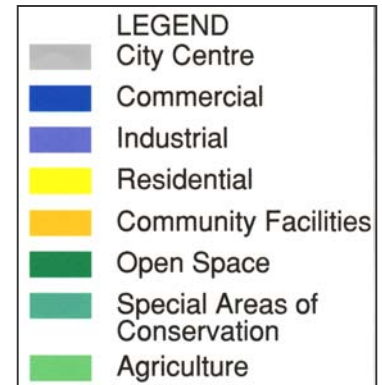 LEGEND
City Centre
Commercial
Industrial
Residential
Community Facilities
Open Space
Special Areas of
Conservation
Agriculture